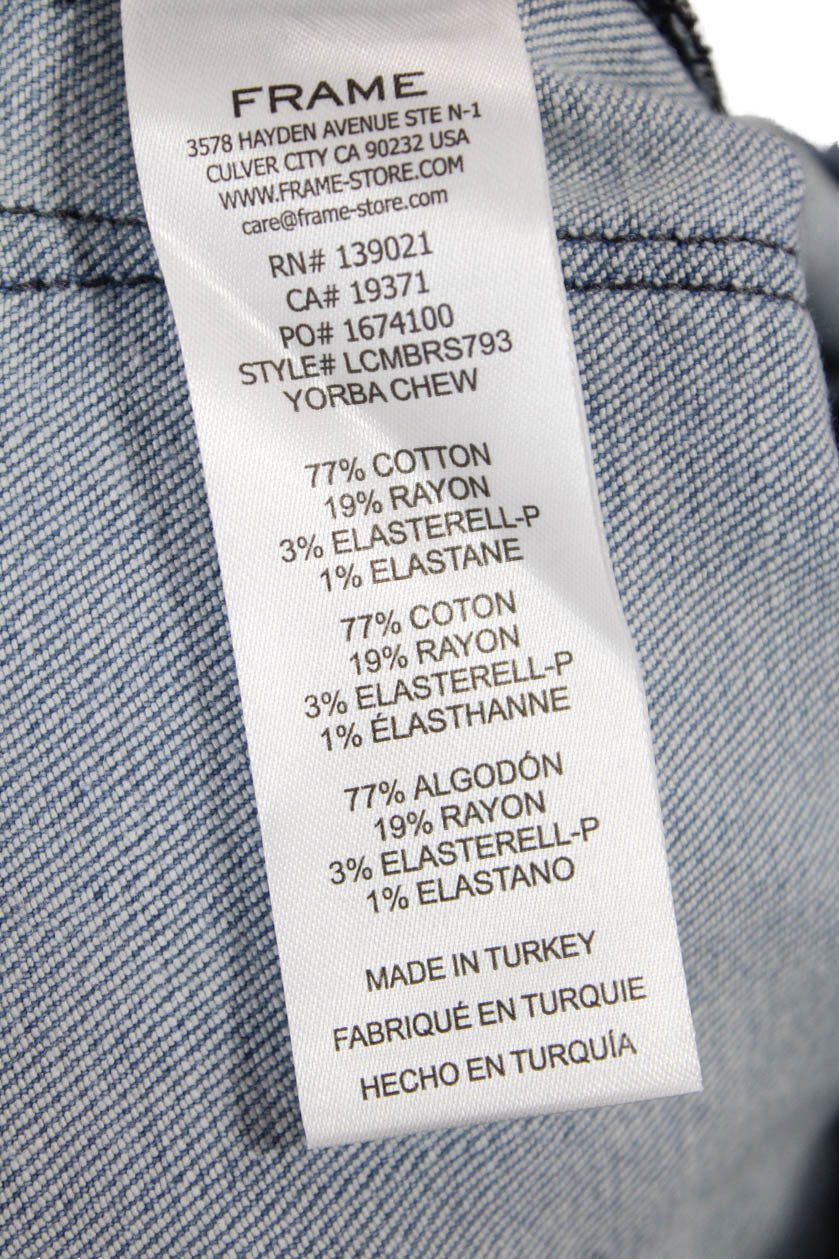 FRAME
3578 HAYDEN AVENUE STE N-1
CULVER CITY CA 90232 USA
WWW.FRAME-STORE.COM
care@frame-store.com
RN# 139021
CA# 19371
PO# 1674100
STYLE# LCMBRS793
YORBA CHEW
77% COTTON
19% RAYON
3% ELASTERELL-P
1% ELASTANE
77% COTON
19% RAYON
3% ELASTERELL-P
1% ÉLASTHANNE
77% ALGODÓN
19% RAYON
3% ELASTERELL-P
1% ELASTANO
MADE IN TURKEY
FABRIQUÉ EN TURQUIE
HECHO EN TURQUÍA